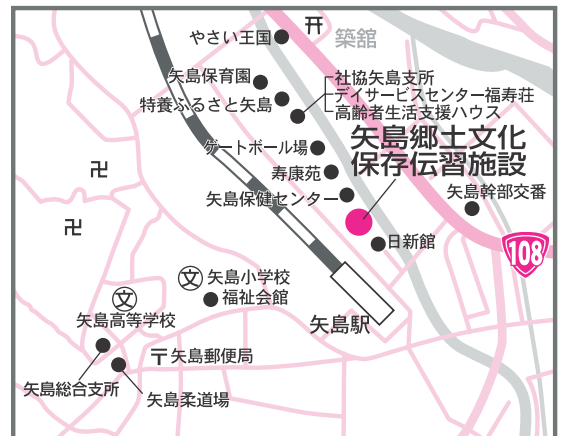 やさい王国
築舘
矢島保育園
特養ふるさと矢島
社協矢島支所
デイサービスセンター福寿荘
高齢者生活支援ハウス
ゲートボール場
矢島郷土文化
保存伝習施設
寿康苑
矢島保健センター
矢島幹部交番
日新館
108
文
矢島小学校
福祉会館
文
矢島高等学校
矢島駅
〒矢島郵便局
矢島総合支所
矢島柔道場